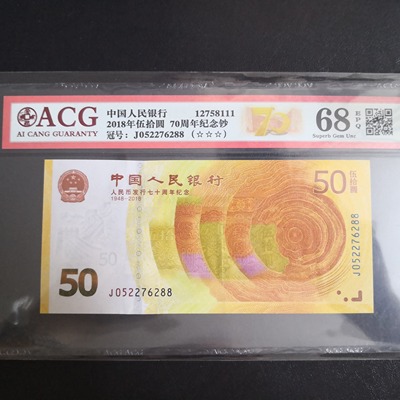 ACG
AI CANG GUARANTY
中国人民银行 12758111
2018年伍拾圆 70周年纪念钞
冠号: J052276288 (☆☆☆)
70
68 EPQ
Superb Gem Unc
中国人民银行
人民币发行七十周年纪念
1948-2018
50
伍拾圆
J052276288
50
50 J052276288